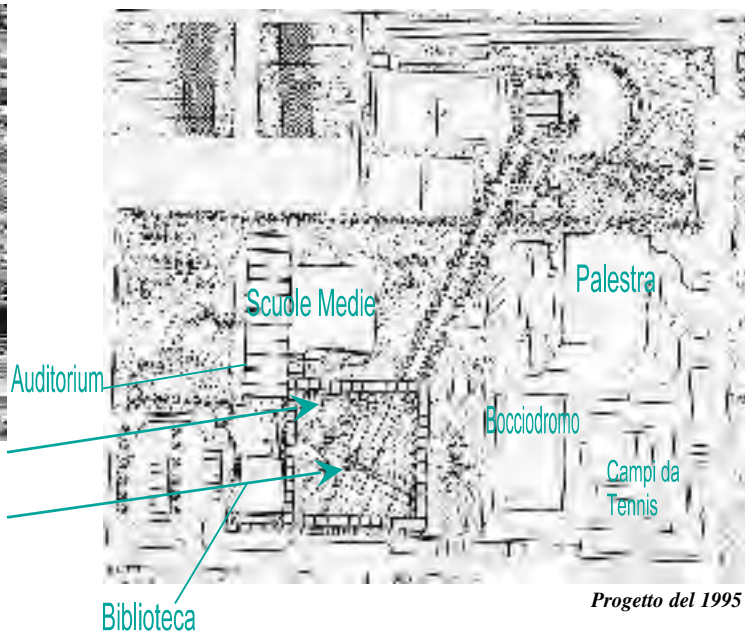 Scuole Medie
Palestra
Auditorium
Bocciodromo
Campi da
Tennis
Progetto del 1995
Biblioteca